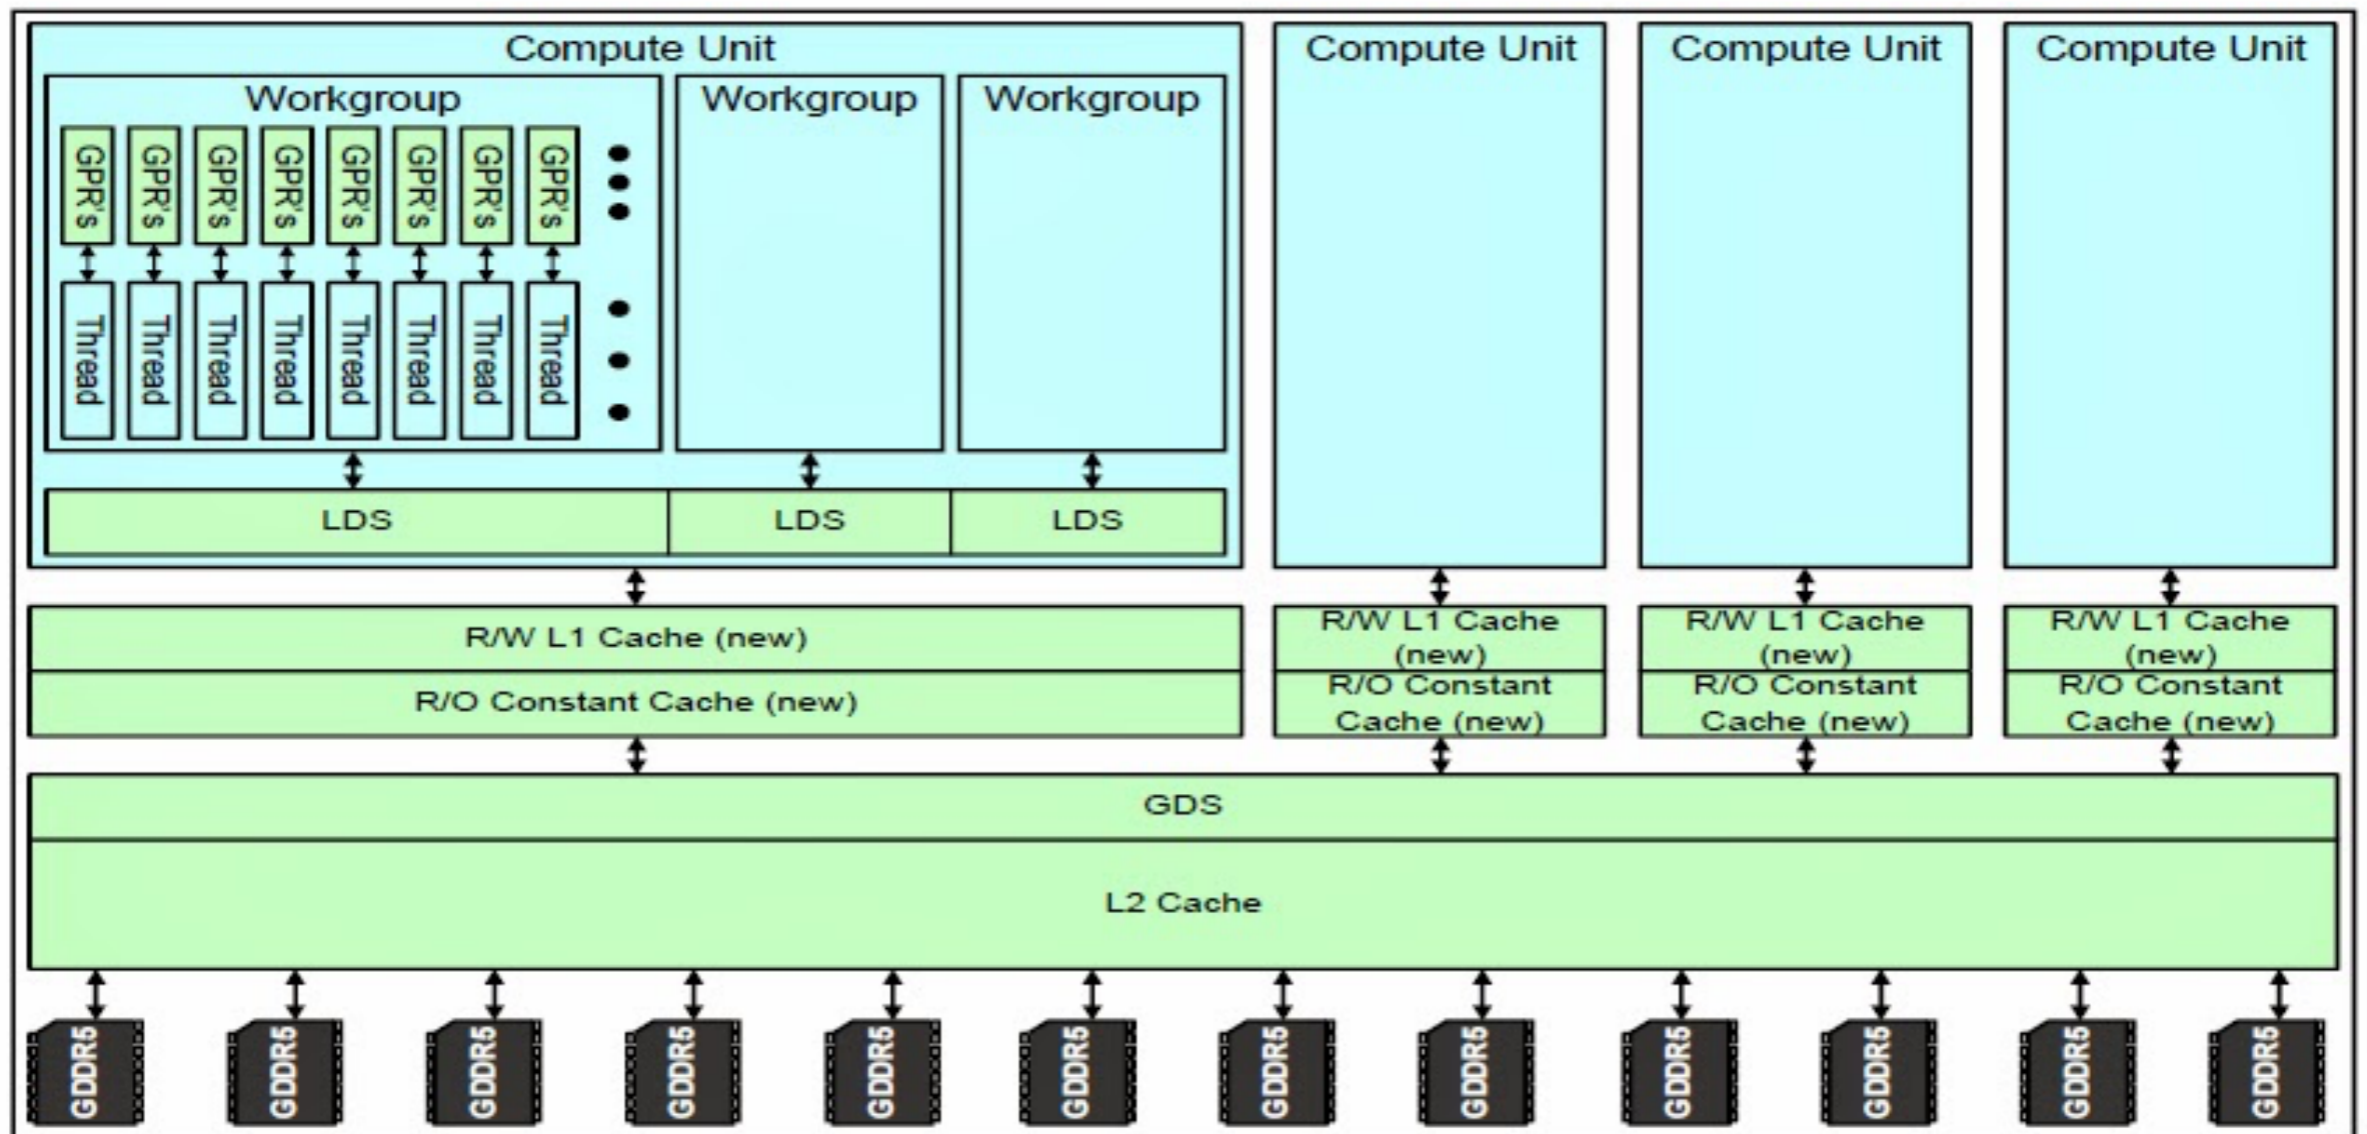 Compute Unit
Compute Unit
Compute Unit
Compute Unit
Workgroup
Workgroup
Workgroup
GPR's
GPR's
GPR's
GPR's
GPR's
GPR's
GPR's
GPR's
Thread
Thread
Thread
Thread
Thread
Thread
Thread
Thread
LDS
LDS
LDS
R/W L1 Cache (new)
R/O Constant Cache (new)
R/W L1 Cache
(new)
R/O Constant
Cache (new)
R/W L1 Cache
(new)
R/O Constant
Cache (new)
R/W L1 Cache
(new)
R/O Constant
Cache (new)
GDS
L2 Cache
GDDR5
GDDR5
GDDR5
GDDR5
GDDR5
GDDR5
GDDR5
GDDR5
GDDR5
GDDR5
GDDR5
GDDR5